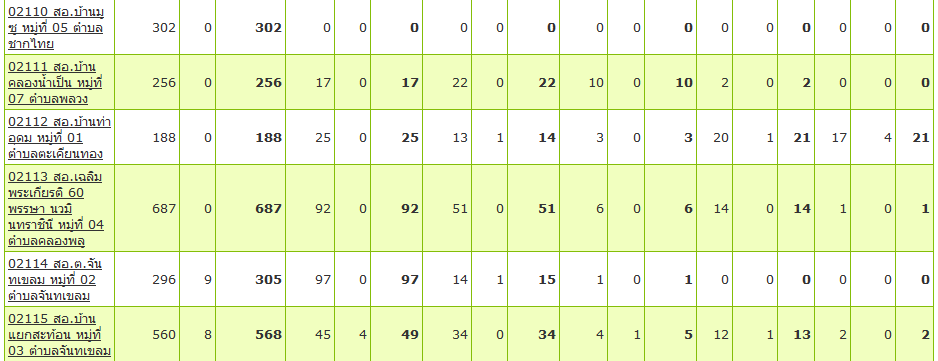 02110 สอ.บ้านมู
ซู หมู่ที่ 05 ตำบล
ชากไทย
302 0 302 0 0 0 0 0 0 0 0 0 0 0 0 0 0 0
02111 สอ.บ้าน
คลองน้ำเป็น หมู่ที่
07 ตำบลพลวง
256 0 256 17 0 17 22 0 22 10 0 10 2 0 2 0 0 0
02112 สอ.บ้านท่า
อุดม หมู่ที่ 01
ตำบลตะเคียนทอง
188 0 188 25 0 25 13 1 14 3 0 3 20 1 21 17 4 21
02113 สอ.เฉลิม
พระเกียรติ 60
พรรษา นวมิ
นทราชินี หมู่ที่ 04
ตำบลคลองพลู
687 0 687 92 0 92 51 0 51 6 0 6 14 0 14 1 0 1
02114 สอ.ต.จัน
ทเขลม หมู่ที่ 02
ตำบลจันทเขลม
296 9 305 97 0 97 14 1 15 1 0 1 0 0 0 0 0 0
02115 สอ.บ้าน
แยกสะท้อน หมู่ที่
03 ตำบลจันทเขลม
560 8 568 45 4 49 34 0 34 4 1 5 12 1 13 2 0 2